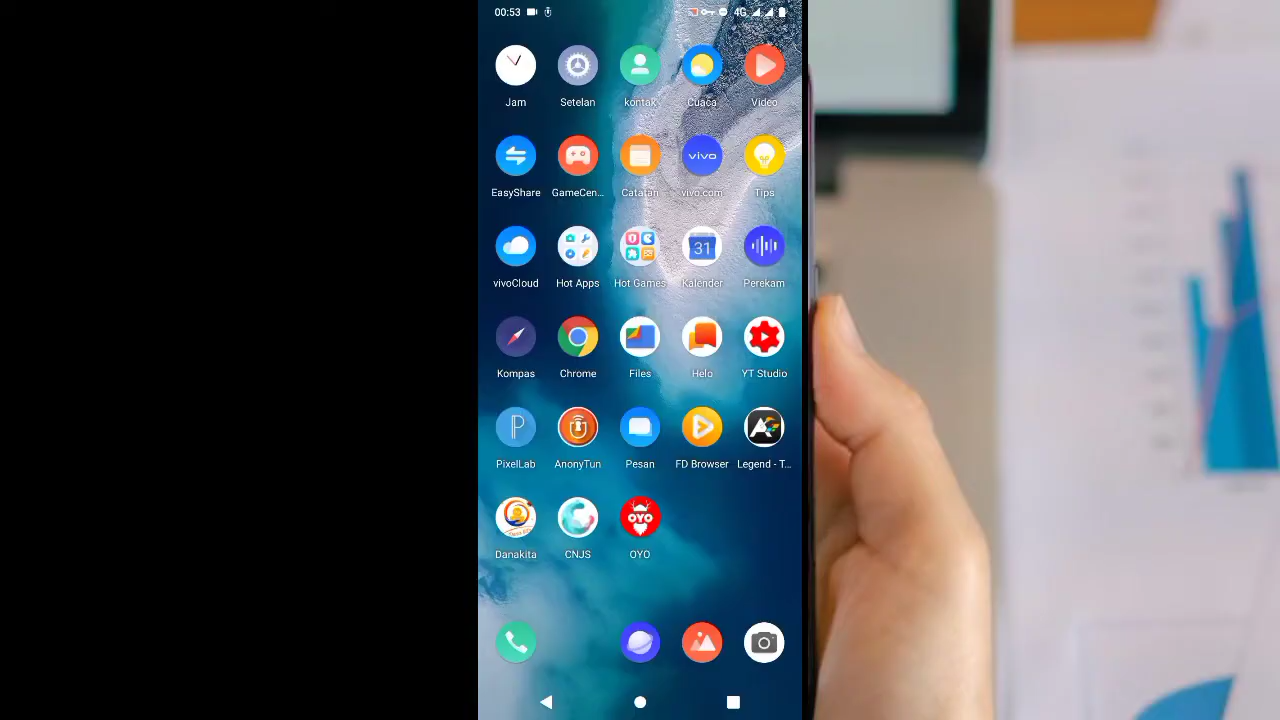 00:53
4G
Jam Setelan kontak Cuaca Video
vivo
EasyShare GameCen... Catatan vivo.com Tips
31
vivoCloud Hot Apps Hot Games Kalender Perekam
Kompas Chrome Files Helo YT Studio
P
PixelLab AnonyTun Pesan FD Browser Legend - T...
OYO
Danakita CNJS OYO